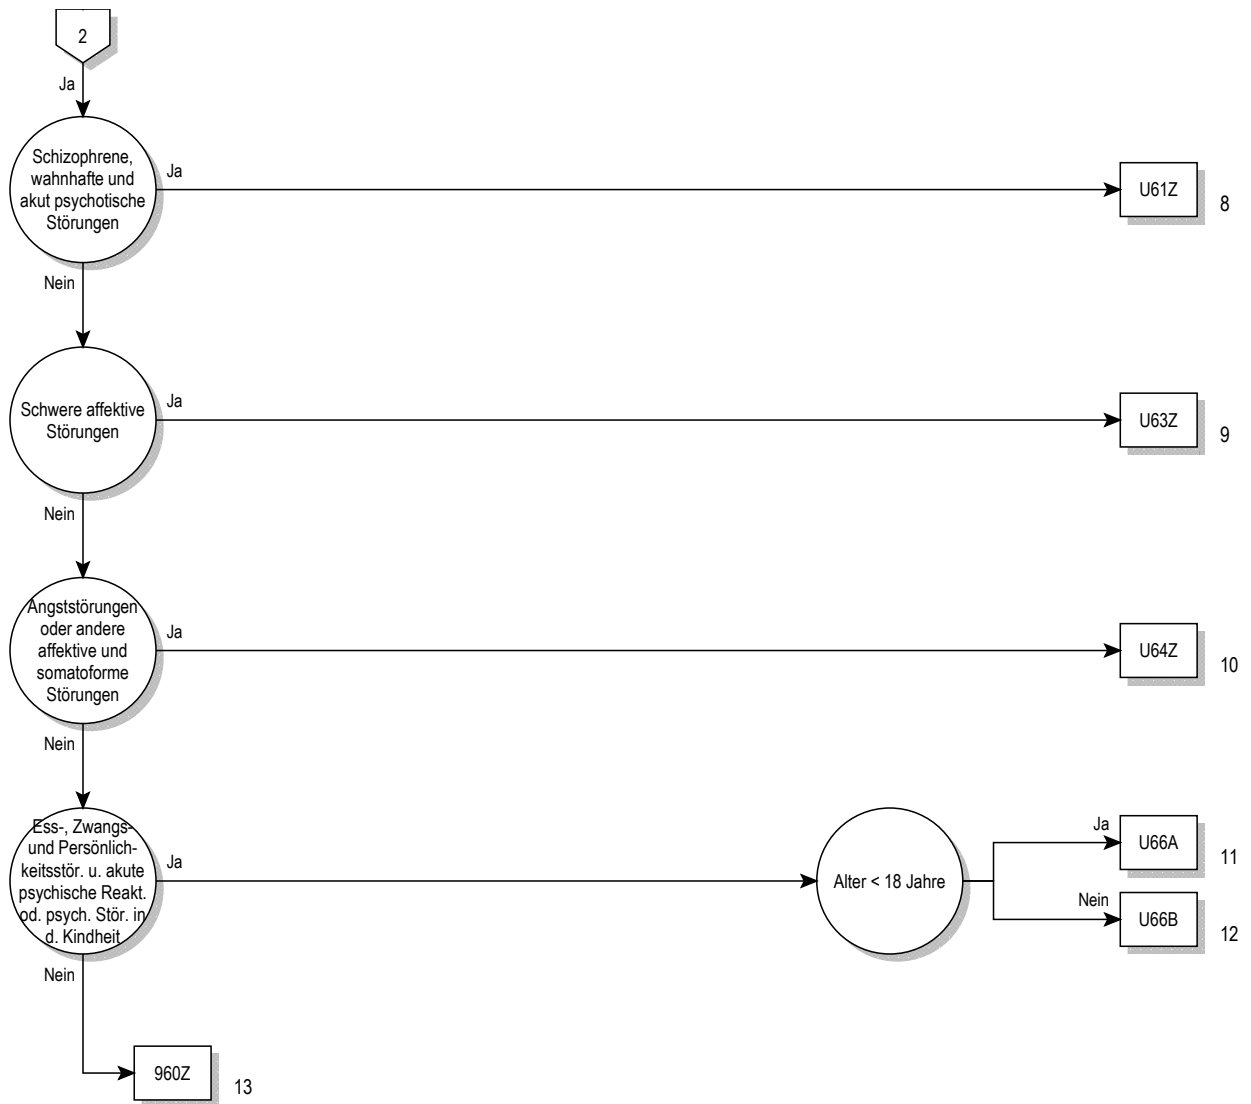 2
Ja
Schizophrene,
wahnhafte und
akut psychotische
Störungen
Ja
U61Z
8
Nein
Schwere affektive
Störungen
Ja
U63Z
9
Nein
Angststörungen
oder andere
affektive und
somatoforme
Störungen
Ja
U64Z
10
Nein
Ess-, Zwangs-
und Persönlich-
keitsstör. u. akute
psychische Reakt.
od. psych. Stör. in
d. Kindheit
Ja
Alter < 18 Jahre
Ja
U66A
11
Nein
U66B
12
Nein
960Z
13